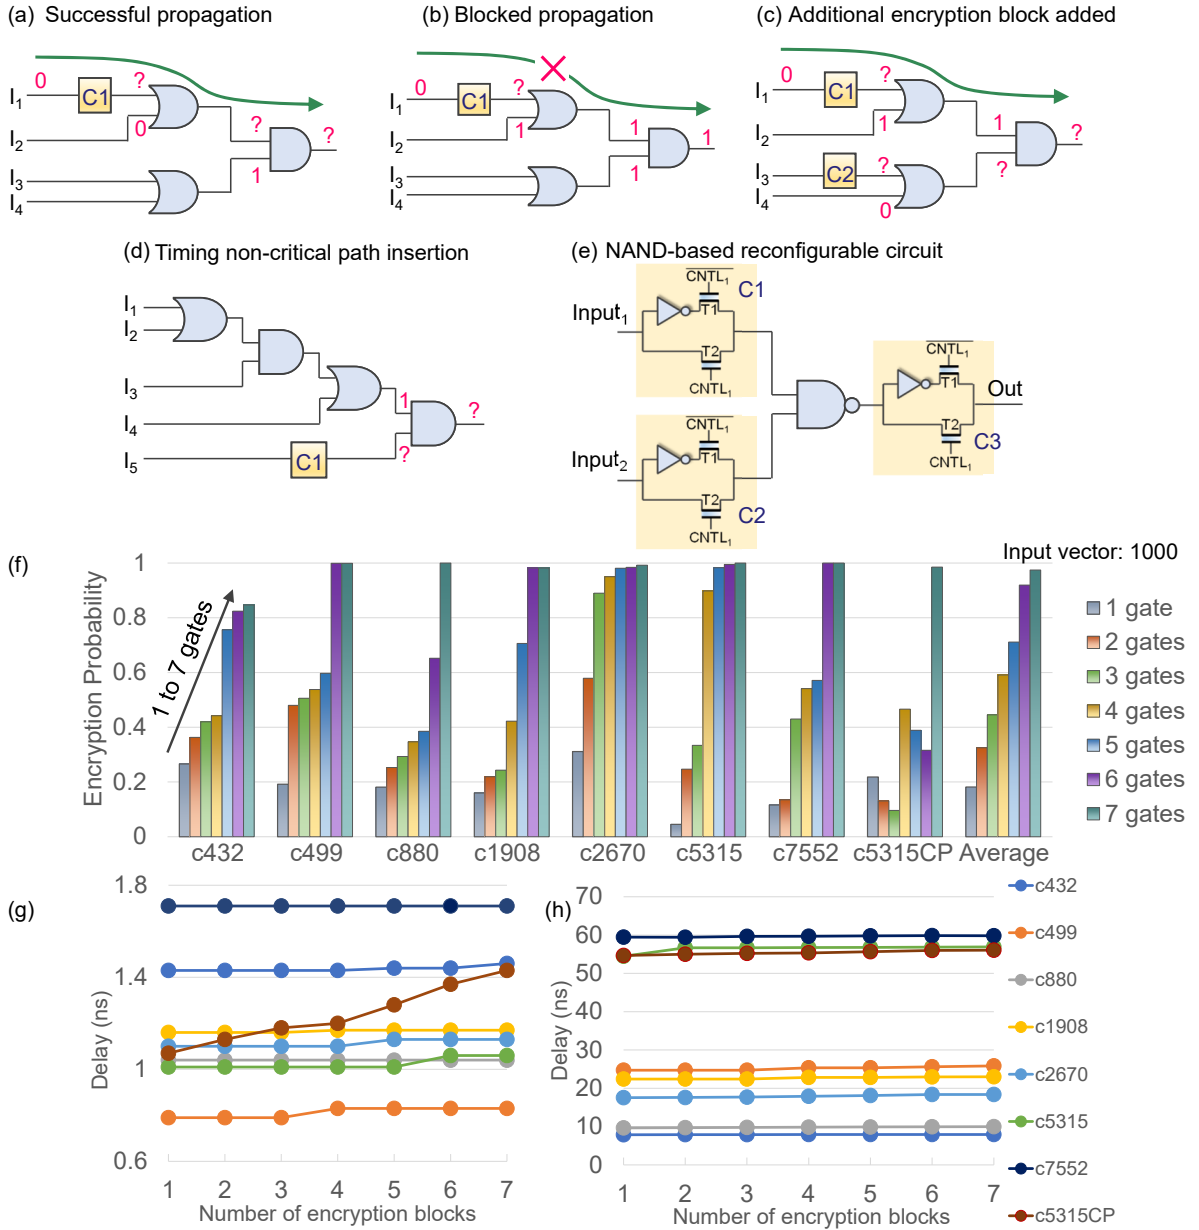 (a) Successful propagation
(b) Blocked propagation
(c) Additional encryption block added
0
?
I1
C1
I2
0
?
?
1
I3
I4
0
?
I1
C1
I2
1
1
1
1
I3
I4
?
I1
C1
I2
1
1
?
I3
C2
?
?
I4
0
(d) Timing non-critical path insertion
I1
I2
I3
I4
1
?
I5
C1
?
(e) NAND-based reconfigurable circuit
CNTL1
C1
Input1
T1
T2
CNTL1
CNTL1
Input2
T1
T2
C2
CNTL1
CNTL1
T1
Out
T2
C3
CNTL1
(f)
Input vector: 1000
Encryption Probability
1
0.8
0.6
0.4
0.2
0
1 to 7 gates
c432
c499
c880
c1908
c2670
c5315
c7552
c5315CP
Average
1 gate
2 gates
3 gates
4 gates
5 gates
6 gates
7 gates
(g)
Delay (ns)
1.8
1.4
1
0.6
1 2 3 4 5 6 7
Number of encryption blocks
(h)
Delay (ns)
70
60
50
40
30
20
10
0
1 2 3 4 5 6 7
Number of encryption blocks
c432
c499
c880
c1908
c2670
c5315
c7552
c5315CP